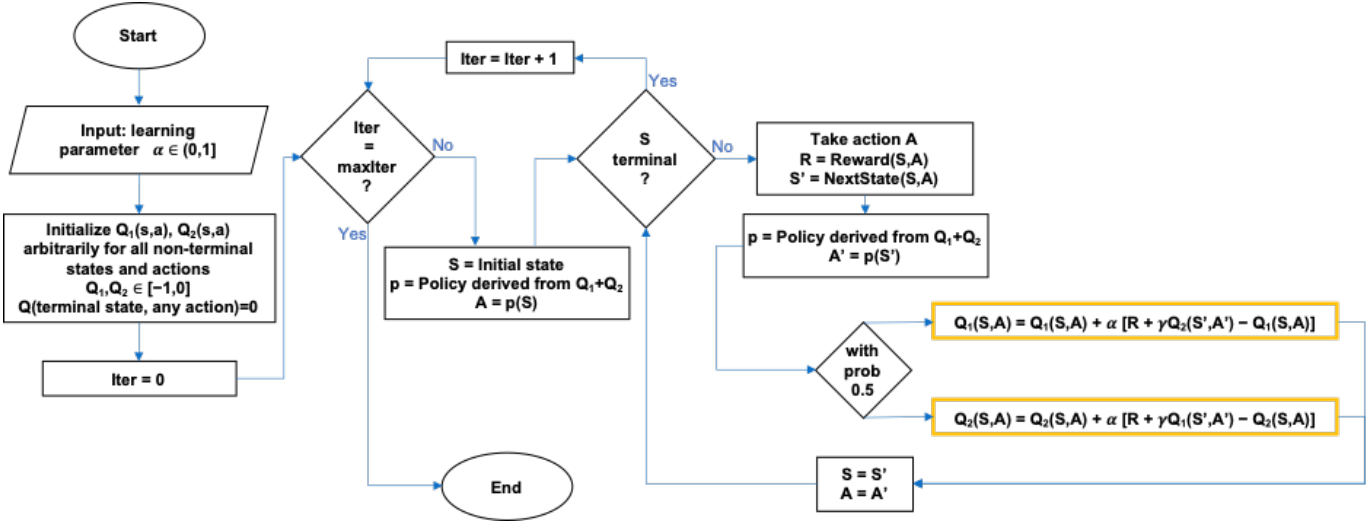 Start
Input: learning
parameter α ∈ (0,1]
Initialize Q₁(s,a), Q₂(s,a)
arbitrarily for all non-terminal
states and actions
Q₁,Q₂ ∈ [−1,0]
Q(terminal state, any action)=0
Iter = 0
Iter = Iter + 1
Iter
=
maxIter
?
No
Yes
S = Initial state
p = Policy derived from Q₁+Q₂
A = p(S)
S
terminal
?
Yes
No
Take action A
R = Reward(S,A)
S’ = NextState(S,A)
p = Policy derived from Q₁+Q₂
A’ = p(S’)
with
prob
0.5
Q₁(S,A) = Q₁(S,A) + α [R + γQ₂(S’,A’) − Q₁(S,A)]
Q₂(S,A) = Q₂(S,A) + α [R + γQ₁(S’,A’) − Q₂(S,A)]
S = S’
A = A’
End